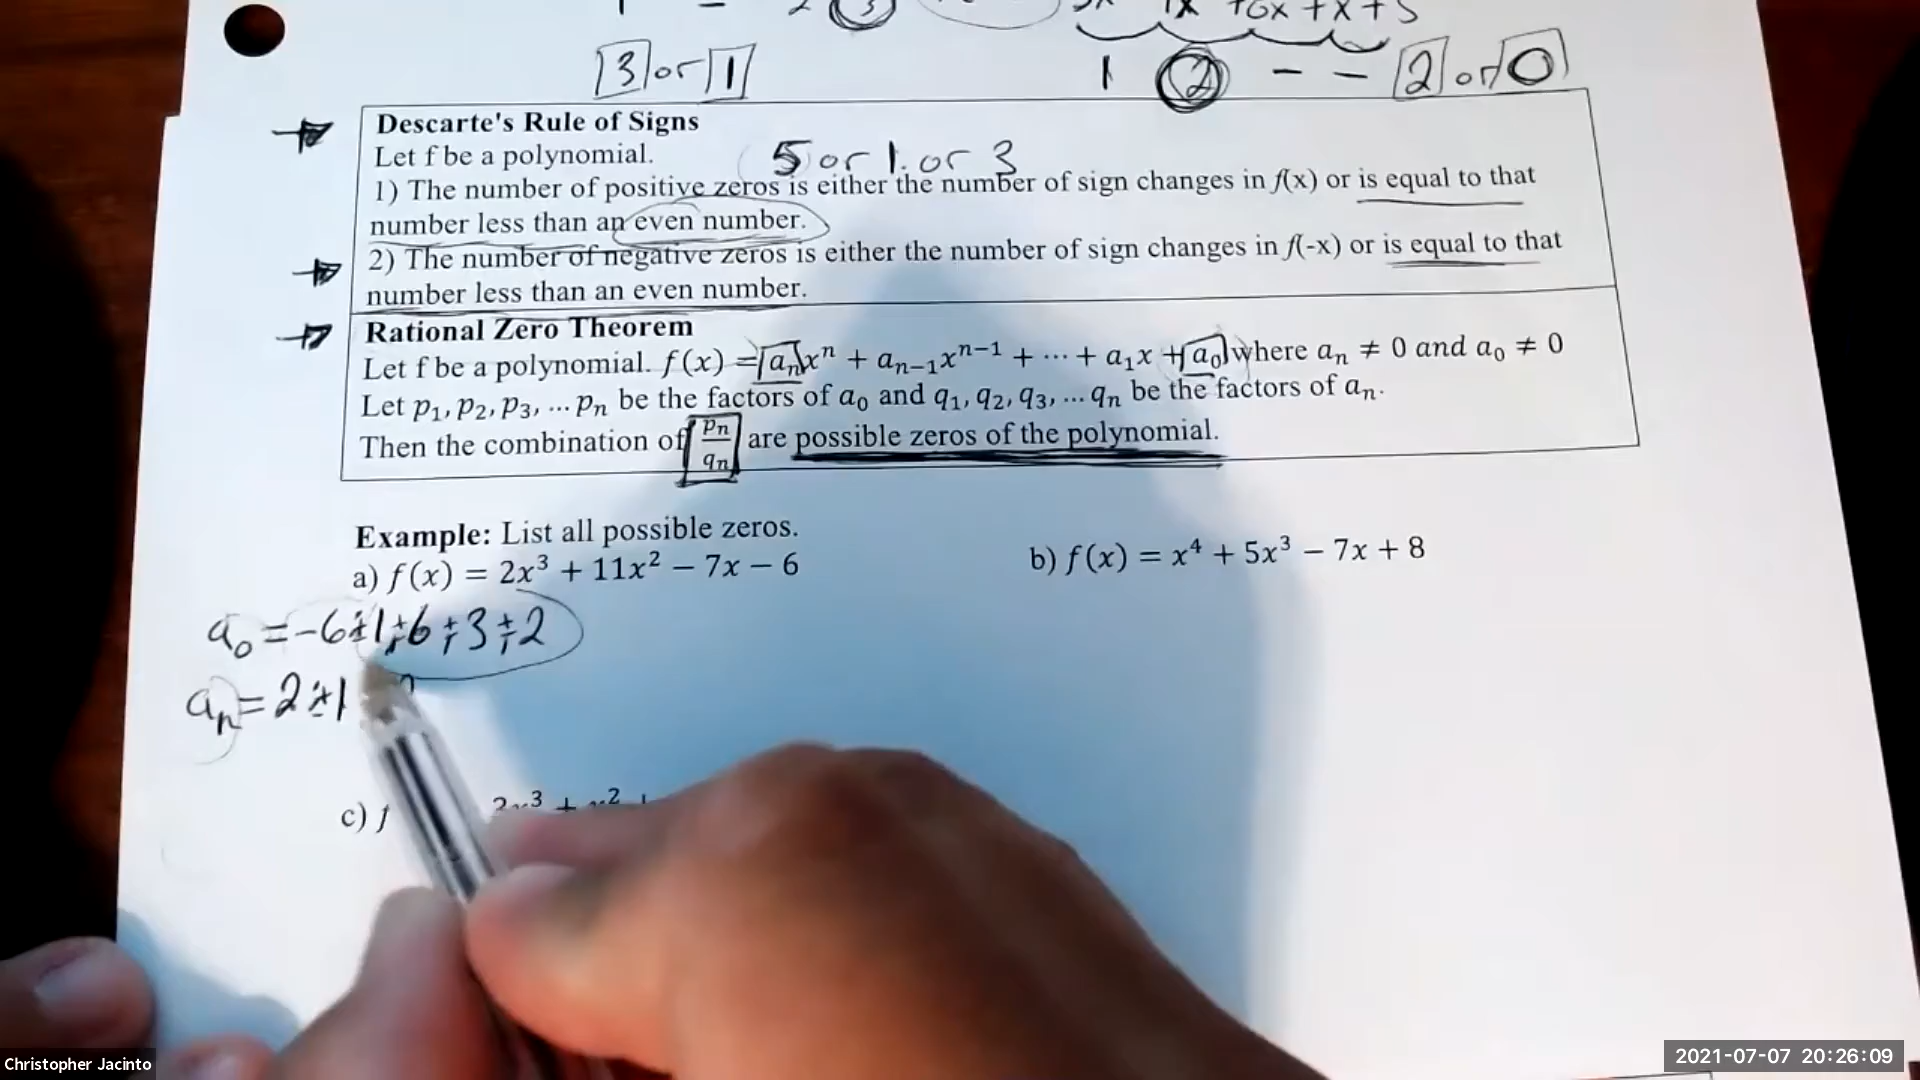 +6x + x + 5
3 or 1
1 2 - - 2 or 0
Descarte's Rule of Signs
Let f be a polynomial.
5 or 1 or 3
1) The number of positive zeros is either the number of sign changes in f(x) or is equal to that
number less than an even number.
2) The number of negative zeros is either the number of sign changes in f(-x) or is equal to that
number less than an even number.
Rational Zero Theorem
Let f be a polynomial. f(x) = aₙxⁿ + aₙ₋₁xⁿ⁻¹ + ⋯ + a₁x + a₀ where aₙ ≠ 0 and a₀ ≠ 0
Let p₁, p₂, p₃, … pₙ be the factors of a₀ and q₁, q₂, q₃, … qₙ be the factors of aₙ.
Then the combination of pₙ/qₙ are possible zeros of the polynomial.
Example: List all possible zeros.
a) f(x) = 2x³ + 11x² − 7x − 6
b) f(x) = x⁴ + 5x³ − 7x + 8
a₀ = -6 ±1, ±6, ±3, ±2
aₙ = 2 ±1
c) f
Christopher Jacinto
2021-07-07 20:26:09